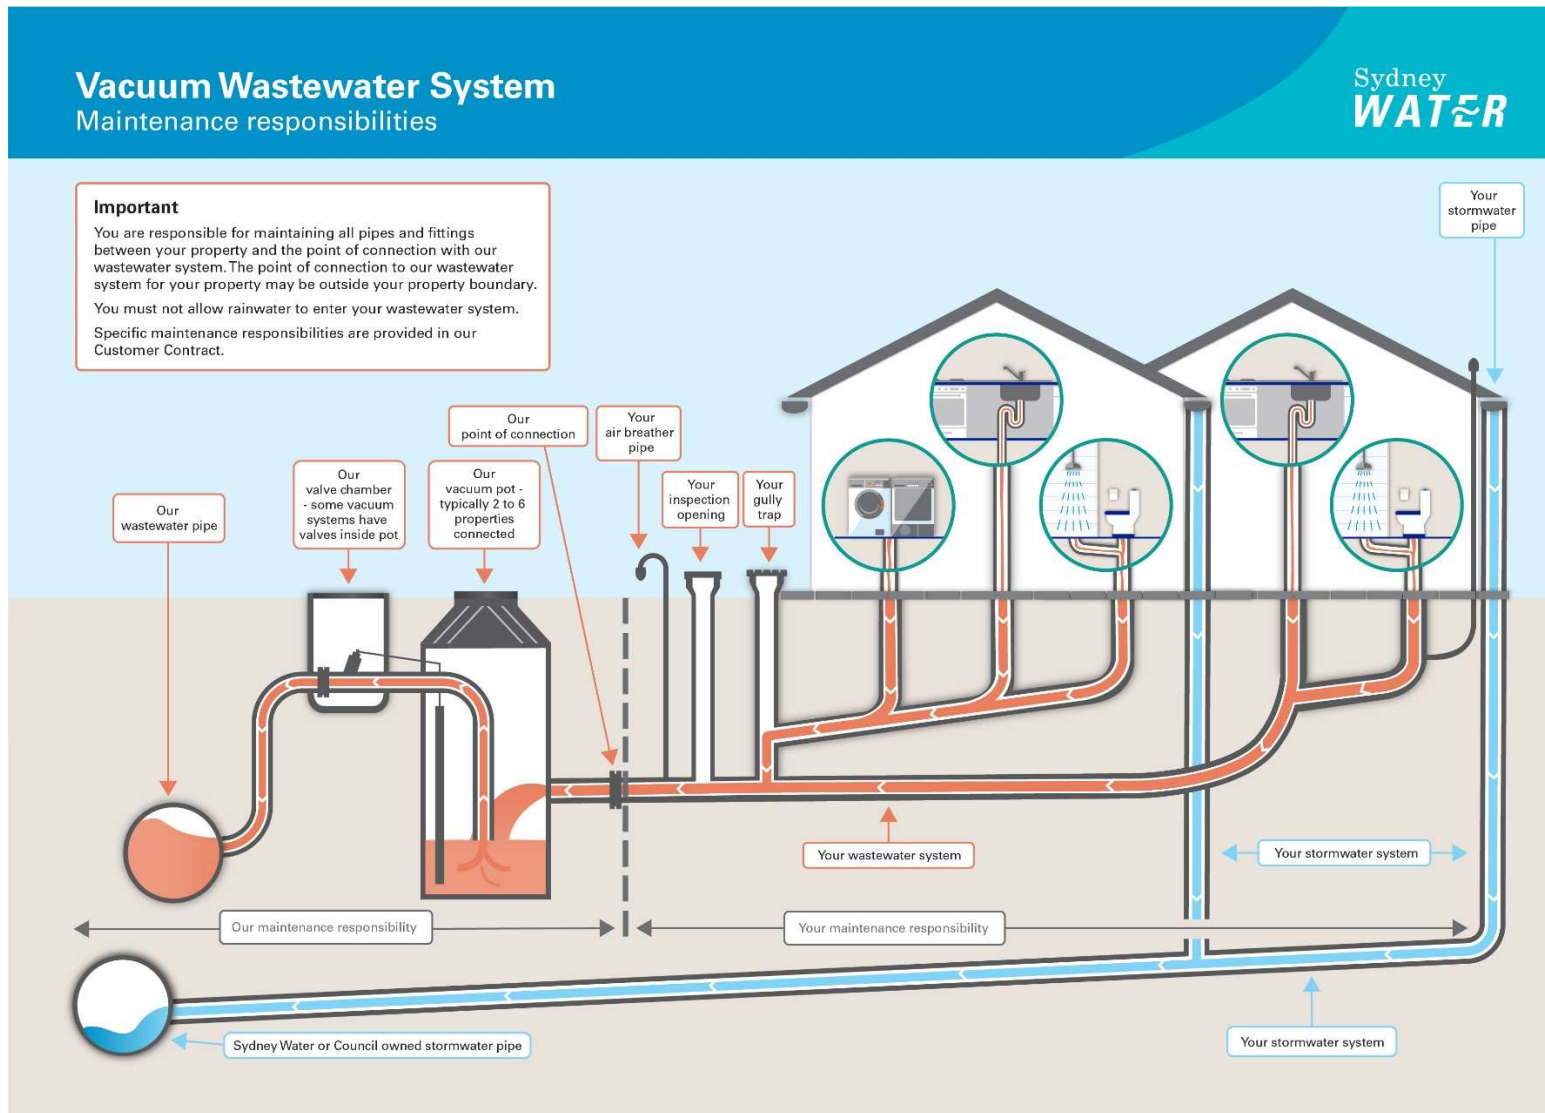 Vacuum Wastewater System
Maintenance responsibilities
Sydney
WATER
Important
You are responsible for maintaining all pipes and fittings
between your property and the point of connection with our
wastewater system. The point of connection to our wastewater
system for your property may be outside your property boundary.
You must not allow rainwater to enter your wastewater system.
Specific maintenance responsibilities are provided in our
Customer Contract.
Your
stormwater
pipe
Our
point of connection
Your
air breather
pipe
Our
wastewater pipe
Our
valve chamber
- some vacuum
systems have
valves inside pot
Our
vacuum pot -
typically 2 to 6
properties
connected
Your
inspection
opening
Your
gully
trap
Your wastewater system
Your stormwater system
Our maintenance responsibility
Your maintenance responsibility
Sydney Water or Council owned stormwater pipe
Your stormwater system